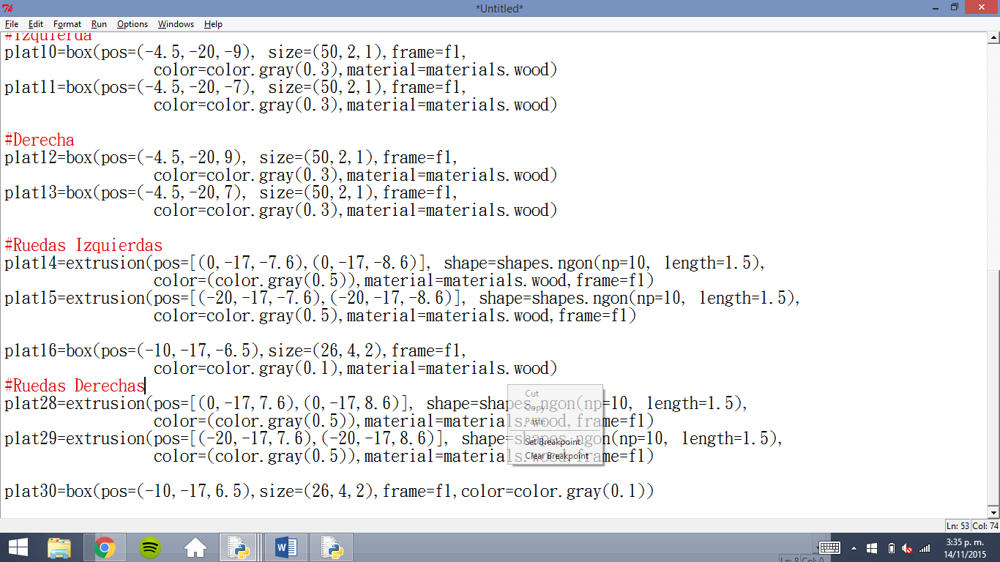 *Untitled*
File Edit Format Run Options Windows Help
#Izquierda
plat10=box(pos=(-4.5,-20,-9), size=(50,2,1),frame=f1,
color=color.gray(0.3),material=materials.wood)
plat11=box(pos=(-4.5,-20,-7), size=(50,2,1),frame=f1,
color=color.gray(0.3),material=materials.wood)
#Derecha
plat12=box(pos=(-4.5,-20,9), size=(50,2,1),frame=f1,
color=color.gray(0.3),material=materials.wood)
plat13=box(pos=(-4.5,-20,7), size=(50,2,1),frame=f1,
color=color.gray(0.3),material=materials.wood)
#Ruedas Izquierdas
plat14=extrusion(pos=[(0,-17,-7.6),(0,-17,-8.6)], shape=shapes.ngon(np=10, length=1.5),
color=(color.gray(0.5)),material=materials.wood,frame=f1)
plat15=extrusion(pos=[(-20,-17,-7.6),(-20,-17,-8.6)], shape=shapes.ngon(np=10, length=1.5),
color=color.gray(0.5),material=materials.wood,frame=f1)
plat16=box(pos=(-10,-17,-6.5),size=(26,4,2),frame=f1,
color=color.gray(0.1),material=materials.wood)
#Ruedas Derechas
plat28=extrusion(pos=[(0,-17,7.6),(0,-17,8.6)], shape=shapes.ngon(np=10, length=1.5),
color=(color.gray(0.5)),material=materials.wood,frame=f1)
plat29=extrusion(pos=[(-20,-17,7.6),(-20,-17,8.6)], shape=shapes.ngon(np=10, length=1.5),
color=(color.gray(0.5)),material=materials.wood,frame=f1)
plat30=box(pos=(-10,-17,6.5),size=(26,4,2),frame=f1,color=color.gray(0.1))
Cut
Copy
Paste
Set Breakpoint
Clear Breakpoint
Ln: 53 Col: 74
3:35 p. m.
14/11/2015
Ln: 8 Col: 0